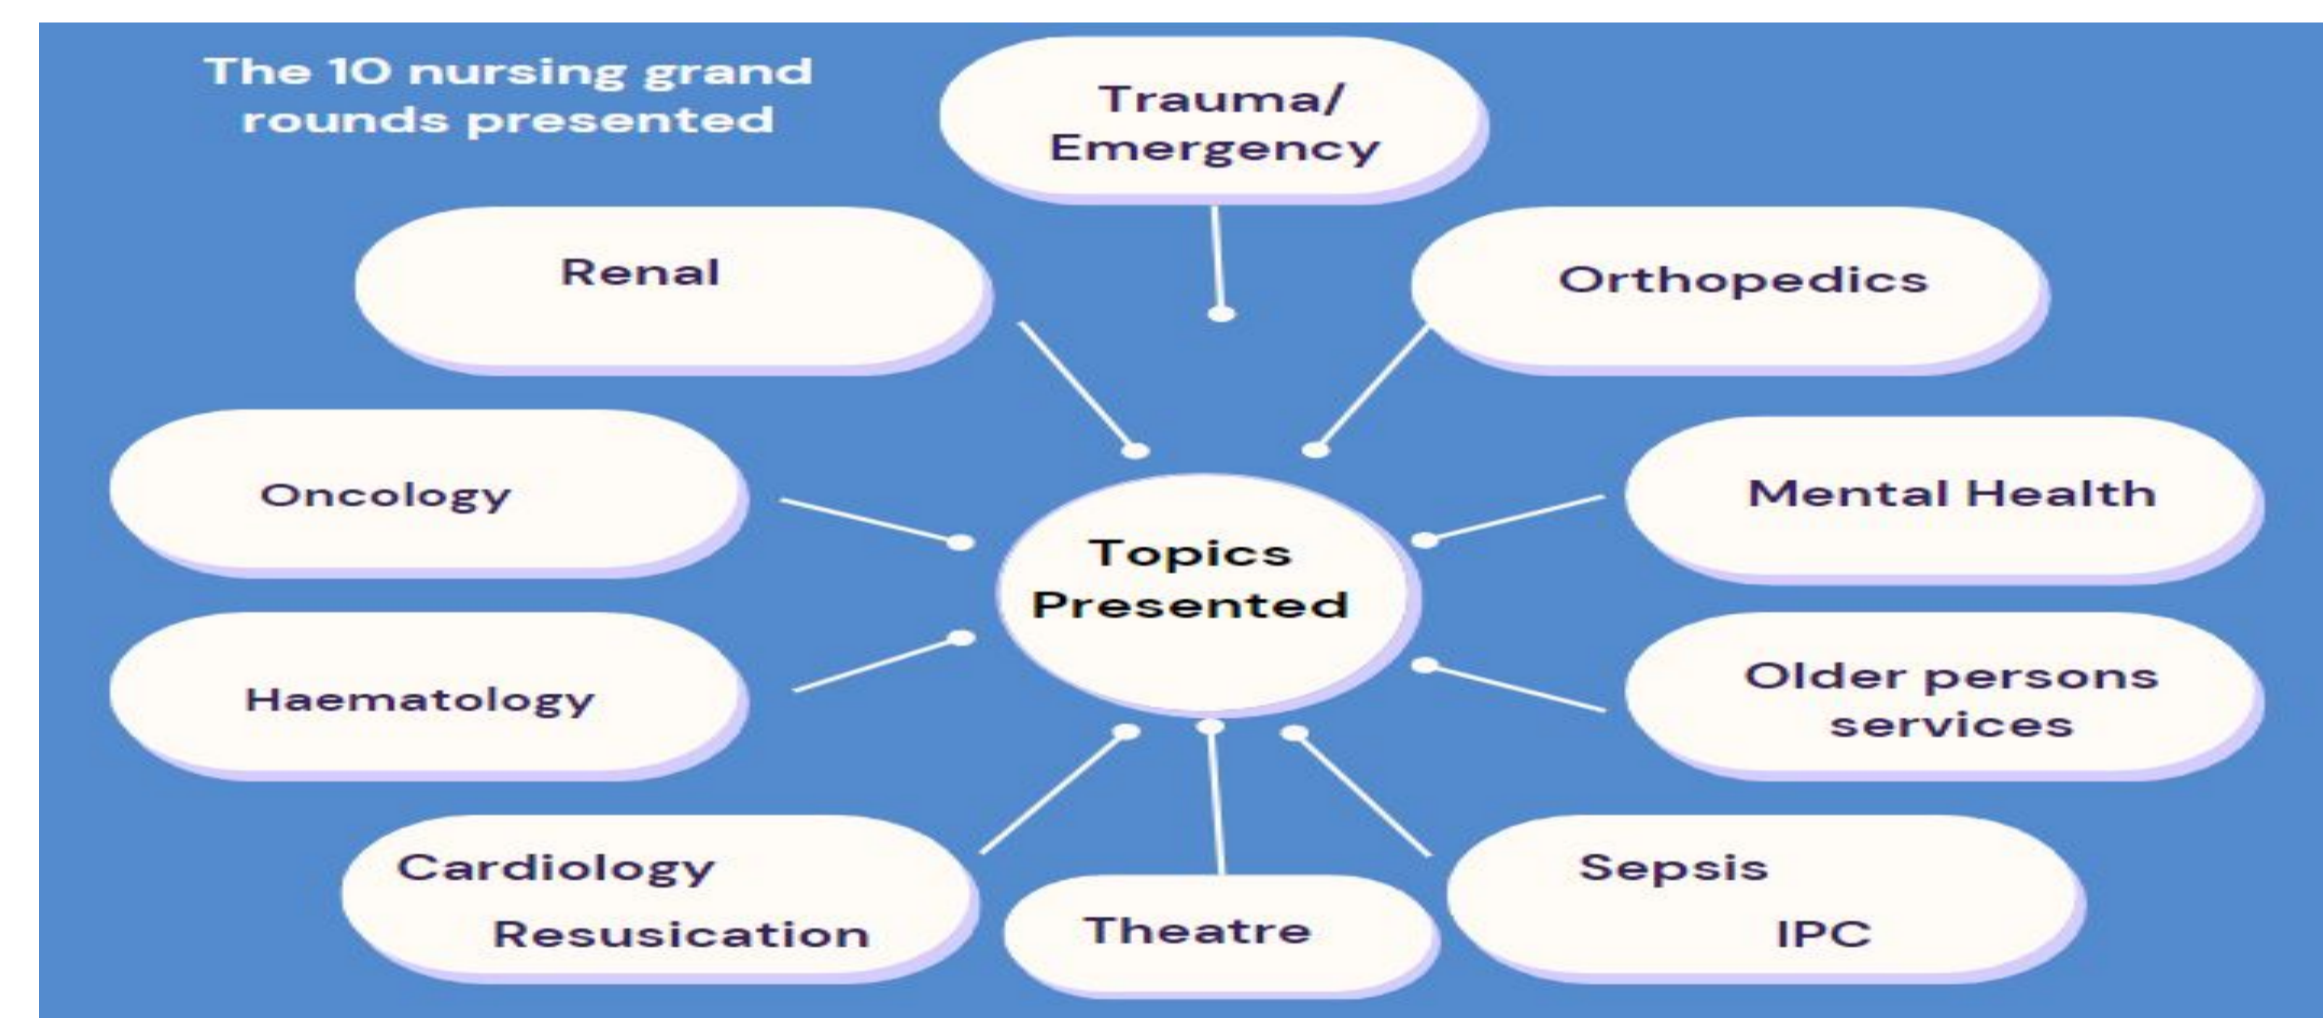 The 10 nursing grand
rounds presented
Trauma/
Emergency
Renal
Orthopedics
Oncology
Mental Health
Topics
Presented
Haematology
Older persons
services
Cardiology
Resusication
Theatre
Sepsis
IPC